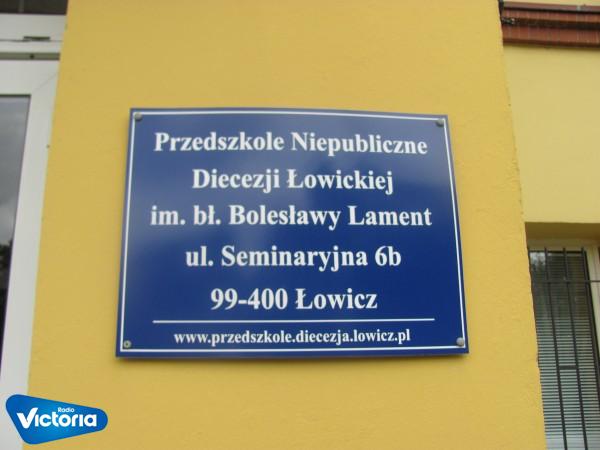 Przedszkole Niepubliczne
Diecezji Łowickiej
im. bł. Bolesławy Lament
ul. Seminaryjna 6b
99-400 Łowicz
www.przedszkole.diecezja.lowicz.pl
Radio
Victoria